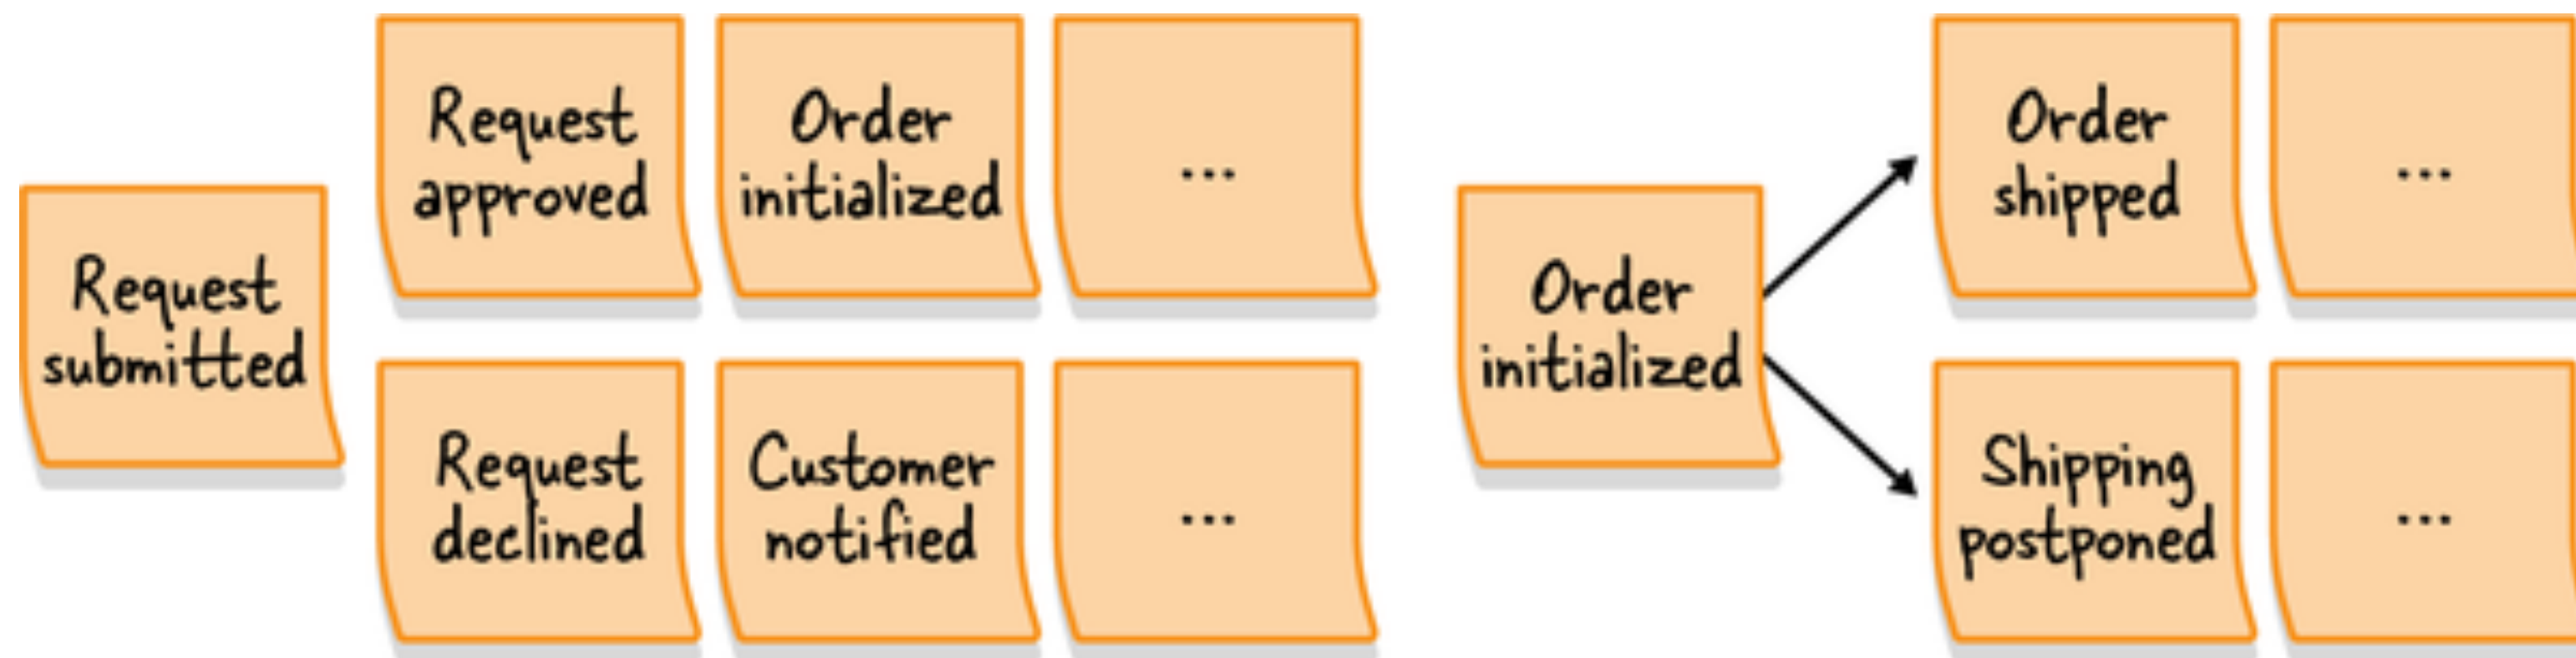 Request
submitted
Request
approved
Order
initialized
...
Request
declined
Customer
notified
...
Order
initialized
Order
shipped
...
Shipping
postponed
...